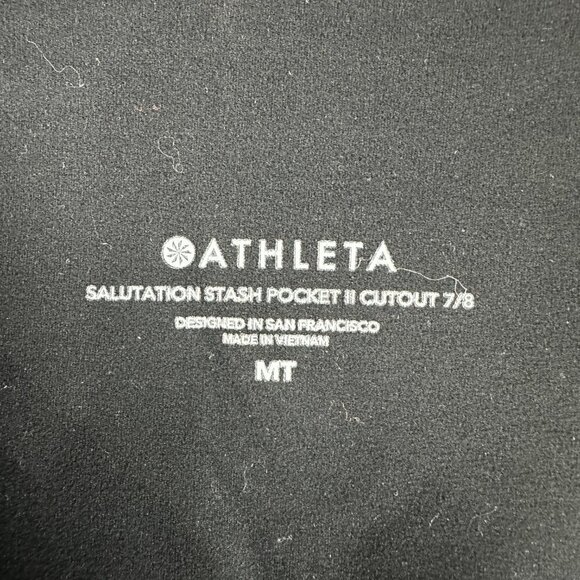 ATHLETA
SALUTATION STASH POCKET II CUTOUT 7/8
DESIGNED IN SAN FRANCISCO
MADE IN VIETNAM
MT